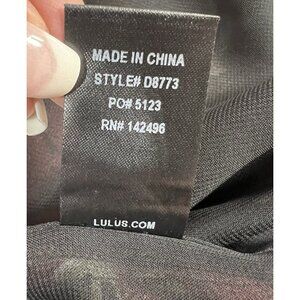 MADE IN CHINA
STYLE# D8773
PO# 5123
RN# 142496
LULUS.COM